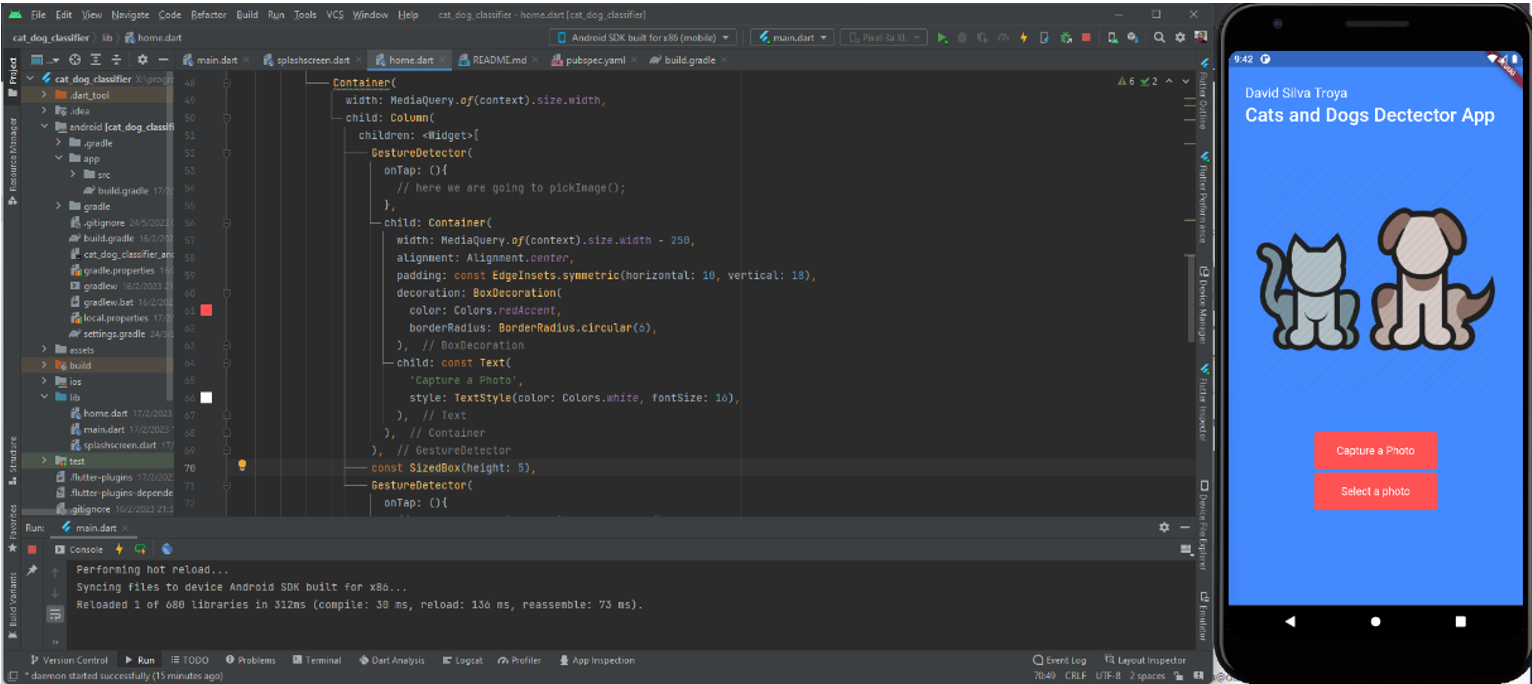 File Edit View Navigate Code Refactor Build Run Tools VCS Window Help cat_dog_classifier - home.dart [cat_dog_classifier]
cat_dog_classifier lib home.dart Android SDK built for x86 (mobile) main.dart Pixel 3a XL
main.dart splashscreen.dart home.dart README.md pubspec.yaml build.gradle
Project
Resource Manager
Structure
Favorites
Build Variants
cat_dog_classifier
.dart_tool
.idea
android [cat_dog_classifi
.gradle
app
src
build.gradle 17/2/
gradle
.gitignore 24/5/2022
build.gradle 16/2/202
cat_dog_classifier_and
gradle.properties 16
gradlew 16/2/2023 2
gradlew.bat 16/2/202
local.properties 17/2
settings.gradle 24/5/
assets
build
ios
lib
home.dart 17/2/2023
main.dart 17/2/2023
splashscreen.dart 17/
test
.flutter-plugins 17/2/202
.flutter-plugins-depende
.gitignore 16/2/2023 21:3
6 2
48 Container(
49 width: MediaQuery.of(context).size.width,
50 child: Column(
51 children: <Widget>[
52 GestureDetector(
53 onTap: (){
54 // here we are going to pickImage();
55 },
56 child: Container(
57 width: MediaQuery.of(context).size.width - 250,
58 alignment: Alignment.center,
59 padding: const EdgeInsets.symmetric(horizontal: 10, vertical: 18),
60 decoration: BoxDecoration(
61 color: Colors.redAccent,
62 borderRadius: BorderRadius.circular(6),
63 ), // BoxDecoration
64 child: const Text(
65 'Capture a Photo',
66 style: TextStyle(color: Colors.white, fontSize: 16),
67 ), // Text
68 ), // Container
69 ), // GestureDetector
70 const SizedBox(height: 5),
71 GestureDetector(
72 onTap: (){
Flutter Outline
Flutter Performance
Device Manager
Flutter Inspector
Device File Explorer
Emulator
Run: main.dart
Console
Performing hot reload...
Syncing files to device Android SDK built for x86...
Reloaded 1 of 680 libraries in 312ms (compile: 30 ms, reload: 136 ms, reassemble: 73 ms).
Version Control Run TODO Problems Terminal Dart Analysis Logcat Profiler App Inspection Event Log Layout Inspector
* daemon started successfully (15 minutes ago) 70:49 CRLF UTF-8 2 spaces
9:42
David Silva Troya
Cats and Dogs Dectector App
Capture a Photo
Select a photo